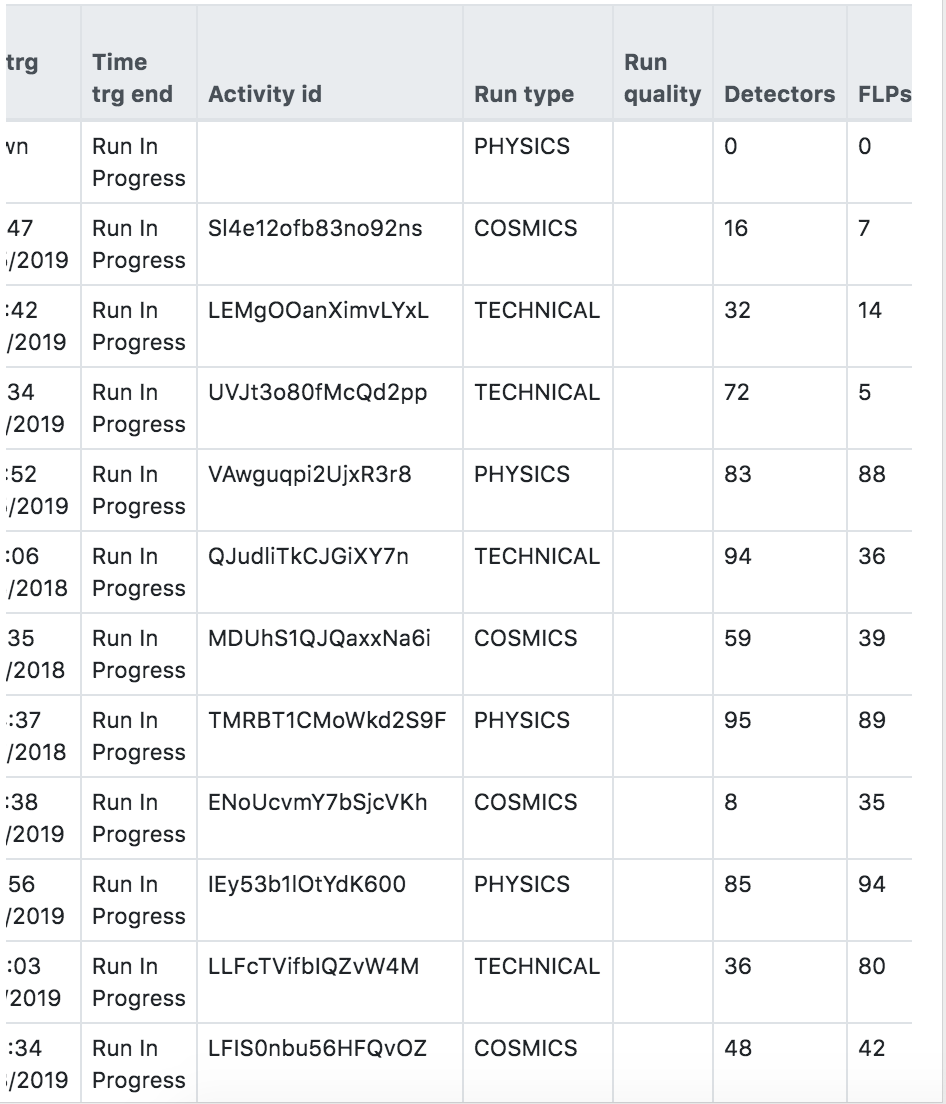 trg
Time
trg end
Activity id
Run type
Run
quality
Detectors
FLPs
wn
Run In
Progress
PHYSICS
0
0
47
/2019
Run In
Progress
Sl4e12ofb83no92ns
COSMICS
16
7
:42
/2019
Run In
Progress
LEMgOOanXimvLYxL
TECHNICAL
32
14
34
/2019
Run In
Progress
UVJt3o80fMcQd2pp
TECHNICAL
72
5
:52
/2019
Run In
Progress
VAwguqpi2UjxR3r8
PHYSICS
83
88
:06
/2018
Run In
Progress
QJudliTkCJGiXY7n
TECHNICAL
94
36
35
/2018
Run In
Progress
MDUhS1QJQaxxNa6i
COSMICS
59
39
:37
/2018
Run In
Progress
TMRBT1CMoWkd2S9F
PHYSICS
95
89
:38
/2019
Run In
Progress
ENoUcvmY7bSjcVKh
COSMICS
8
35
56
/2019
Run In
Progress
IEy53b1lOtYdK600
PHYSICS
85
94
:03
/2019
Run In
Progress
LLFcTVifbIQZvW4M
TECHNICAL
36
80
:34
/2019
Run In
Progress
LFIS0nbu56HFQvOZ
COSMICS
48
42